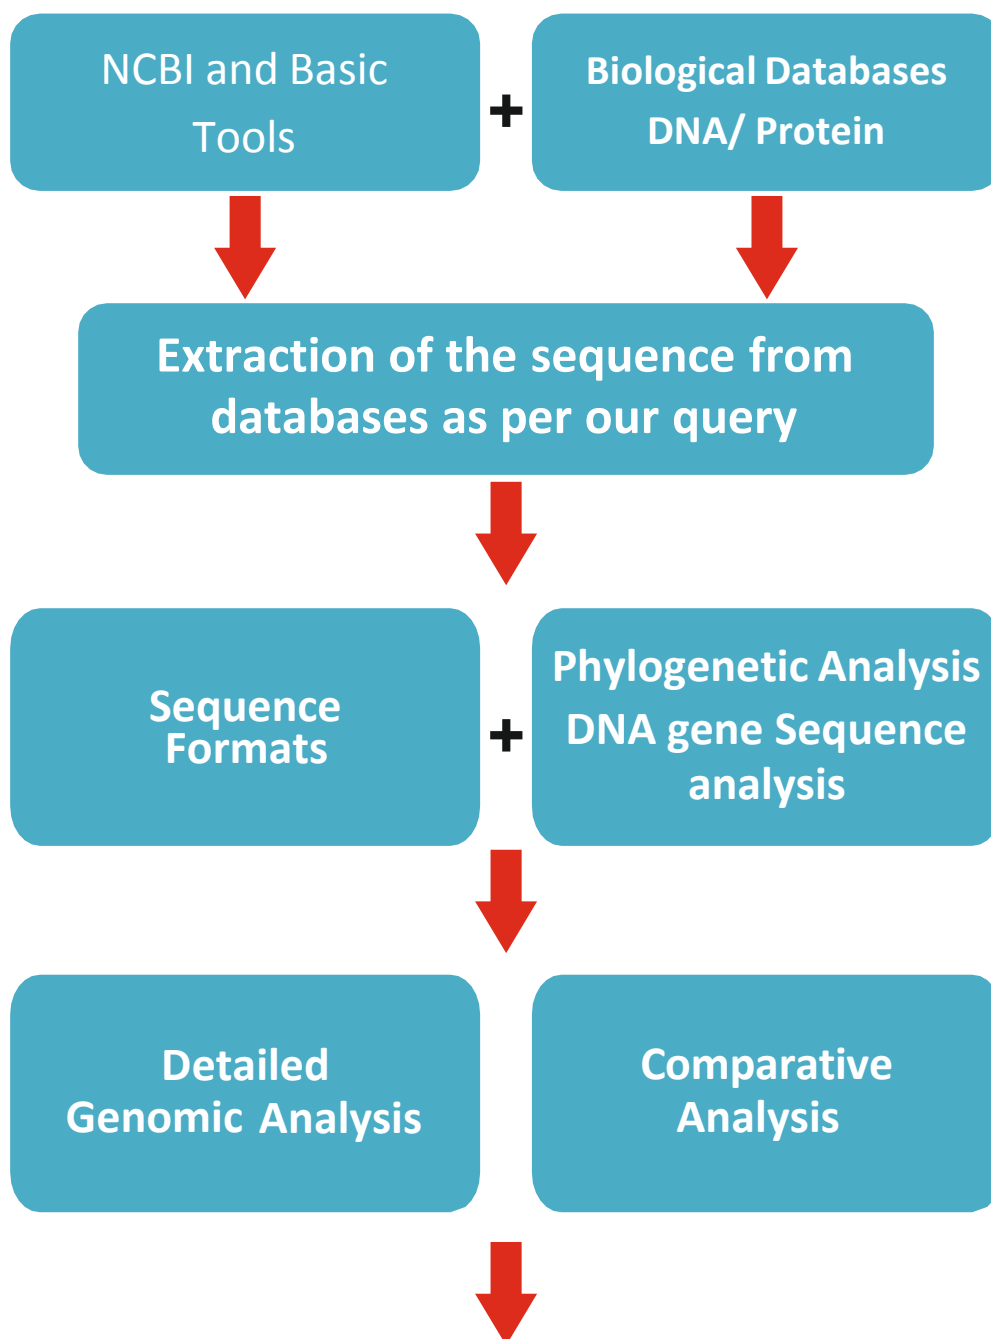 NCBI and Basic
Tools
+
Biological Databases
DNA/ Protein
Extraction of the sequence from
databases as per our query
Sequence
Formats
+
Phylogenetic Analysis
DNA gene Sequence
analysis
Detailed
Genomic Analysis
Comparative
Analysis